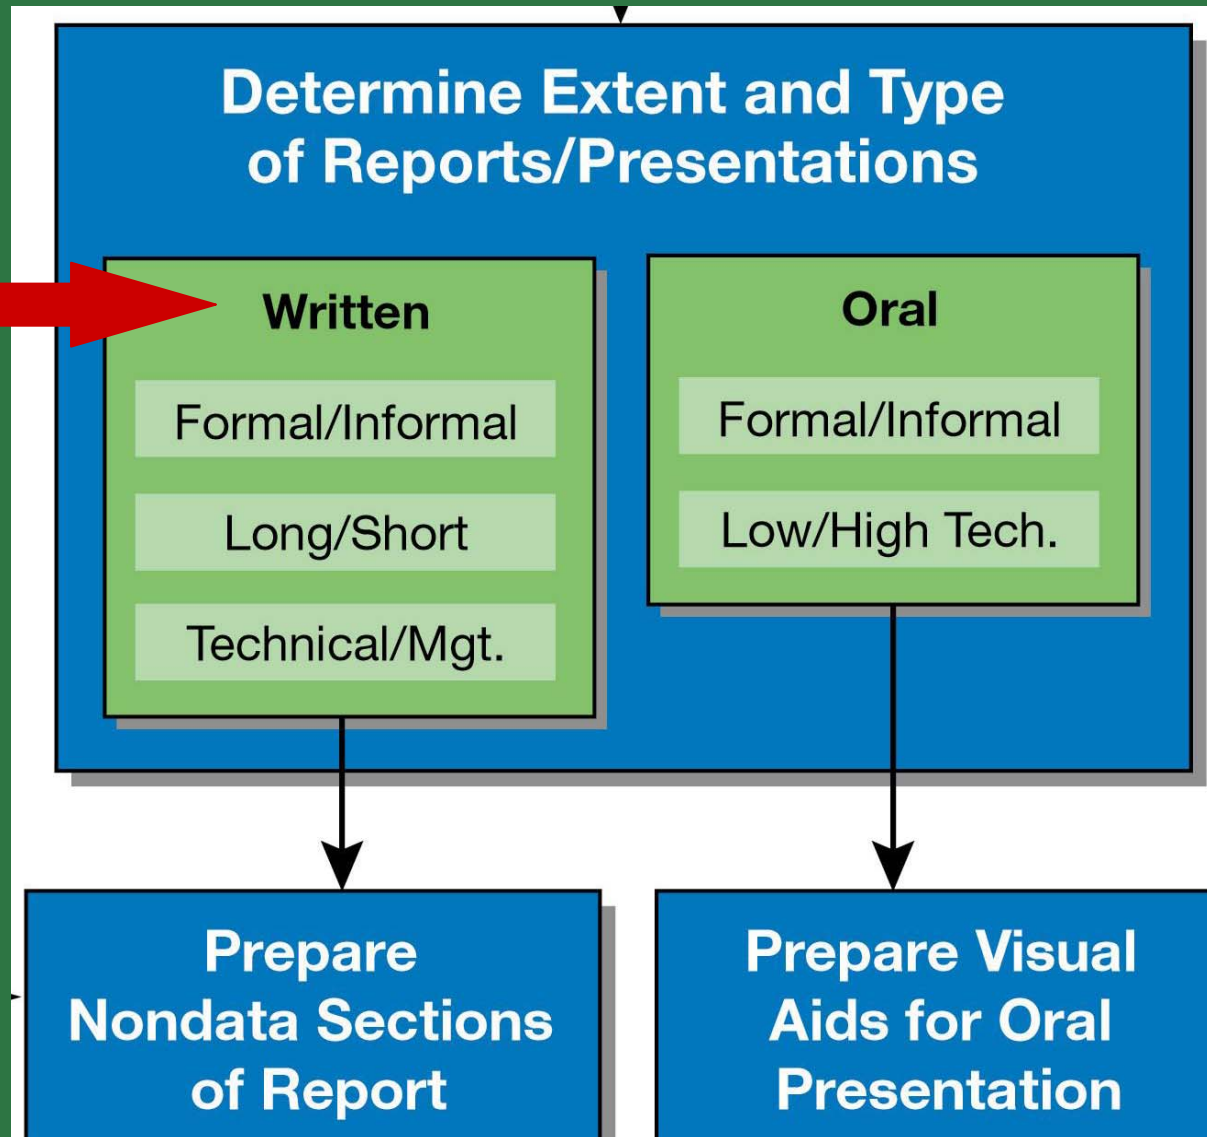 Determine Extent and Type
of Reports/Presentations
Written
Formal/Informal
Long/Short
Technical/Mgt.
Oral
Formal/Informal
Low/High Tech.
Prepare
Nondata Sections
of Report
Prepare Visual
Aids for Oral
Presentation